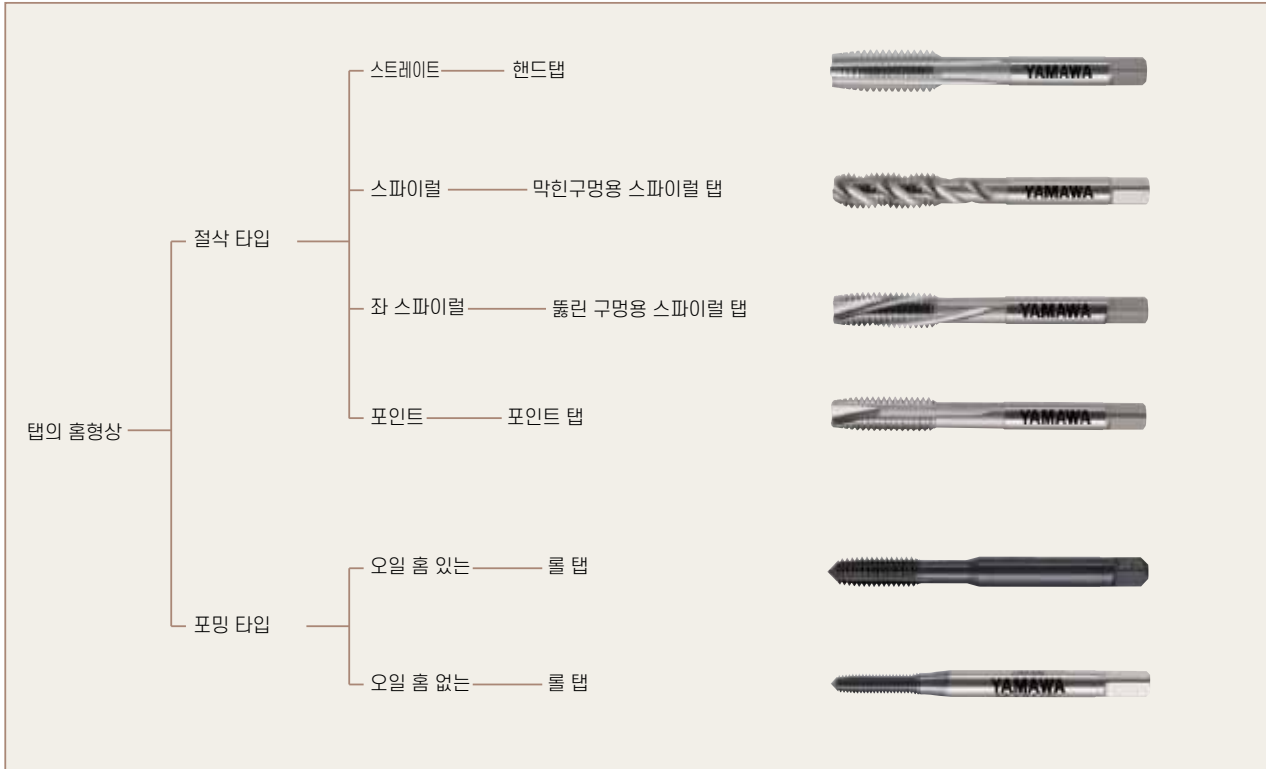 스트레이트 핸드탭 YAMAWA
스파이럴 막힌구멍용 스파이럴 탭 YAMAWA
절삭 타입
좌 스파이럴 뚫린 구멍용 스파이럴 탭 YAMAWA
포인트 포인트 탭 YAMAWA
탭의 홈형상
오일 홈 있는 롤 탭
포밍 타입
오일 홈 없는 롤 탭 YAMAWA